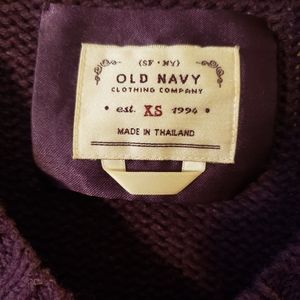 (SF · NY)
OLD NAVY
CLOTHING COMPANY
• est. XS 1994 •
MADE IN THAILAND